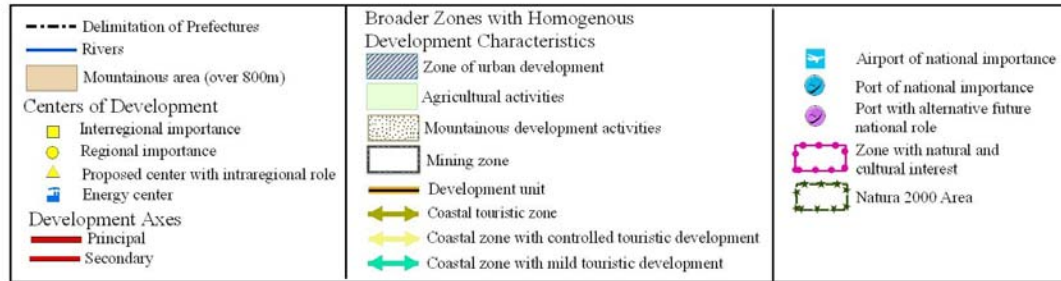 Delimitation of Prefectures
Rivers
Mountainous area (over 800m)
Centers of Development
Interregional importance
Regional importance
Proposed center with intraregional role
Energy center
Development Axes
Principal
Secondary
Broader Zones with Homogenous
Development Characteristics
Zone of urban development
Agricultural activities
Mountainous development activities
Mining zone
Development unit
Coastal touristic zone
Coastal zone with controlled touristic development
Coastal zone with mild touristic development
Airport of national importance
Port of national importance
Port with alternative future
national role
Zone with natural and
cultural interest
Natura 2000 Area